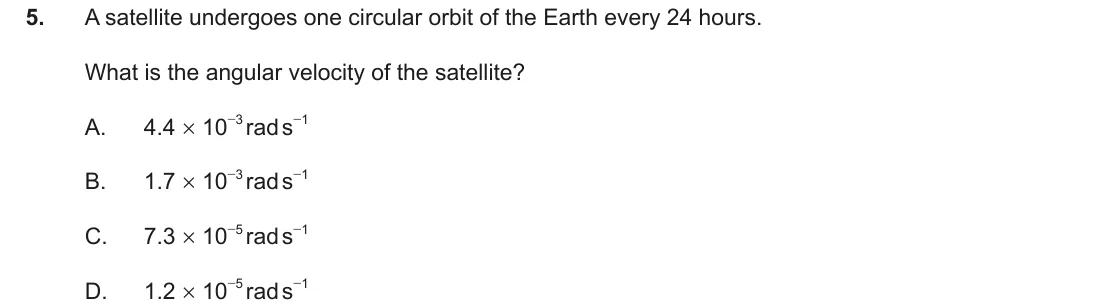 5. A satellite undergoes one circular orbit of the Earth every 24 hours.
What is the angular velocity of the satellite?
A. 4.4 × 10⁻³ rad s⁻¹
B. 1.7 × 10⁻³ rad s⁻¹
C. 7.3 × 10⁻⁵ rad s⁻¹
D. 1.2 × 10⁻⁵ rad s⁻¹